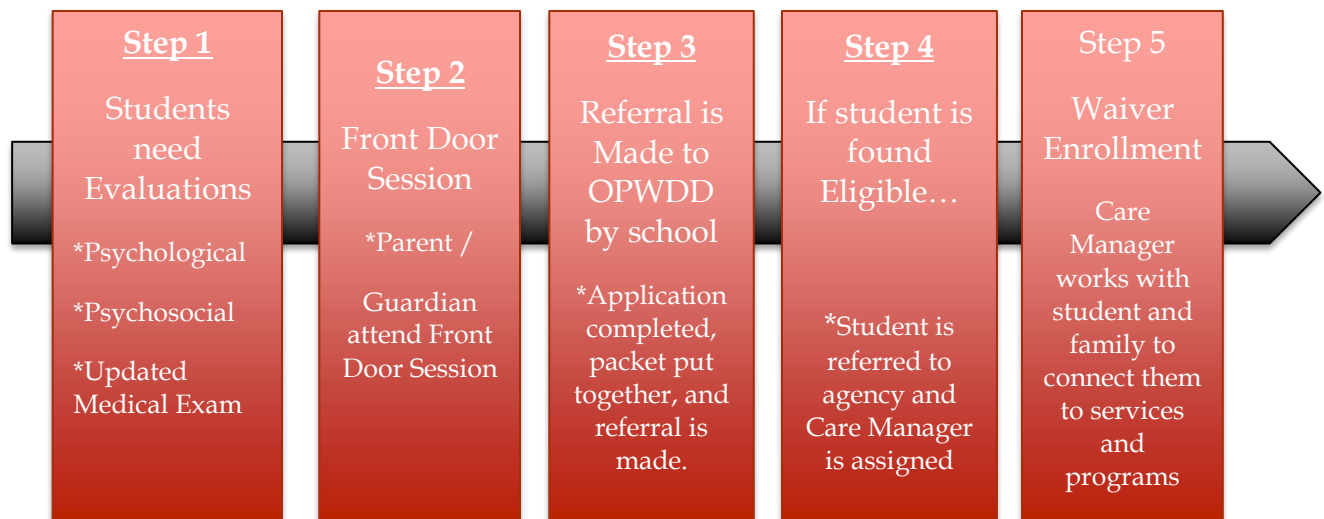 Step 1
Students
need
Evaluations
*Psychological
*Psychosocial
*Updated
Medical Exam
Step 2
Front Door
Session
*Parent /
Guardian
attend Front
Door Session
Step 3
Referral is
Made to
OPWDD
by school
*Application
completed,
packet put
together, and
referral is
made.
Step 4
If student is
found
Eligible…
*Student is
referred to
agency and
Care Manager
is assigned
Step 5
Waiver
Enrollment
Care
Manager
works with
student and
family to
connect them
to services
and
programs